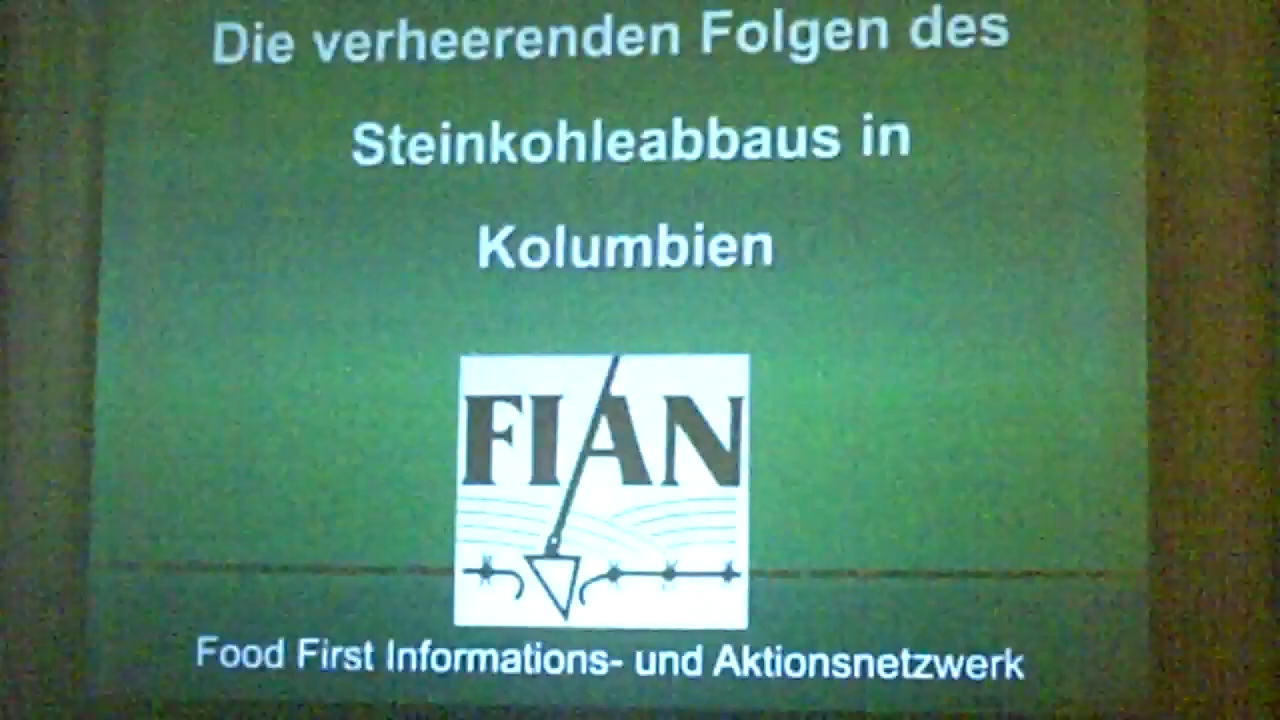 Die verheerenden Folgen des
Steinkohleabbaus in
Kolumbien
FIAN
Food First Informations- und Aktionsnetzwerk